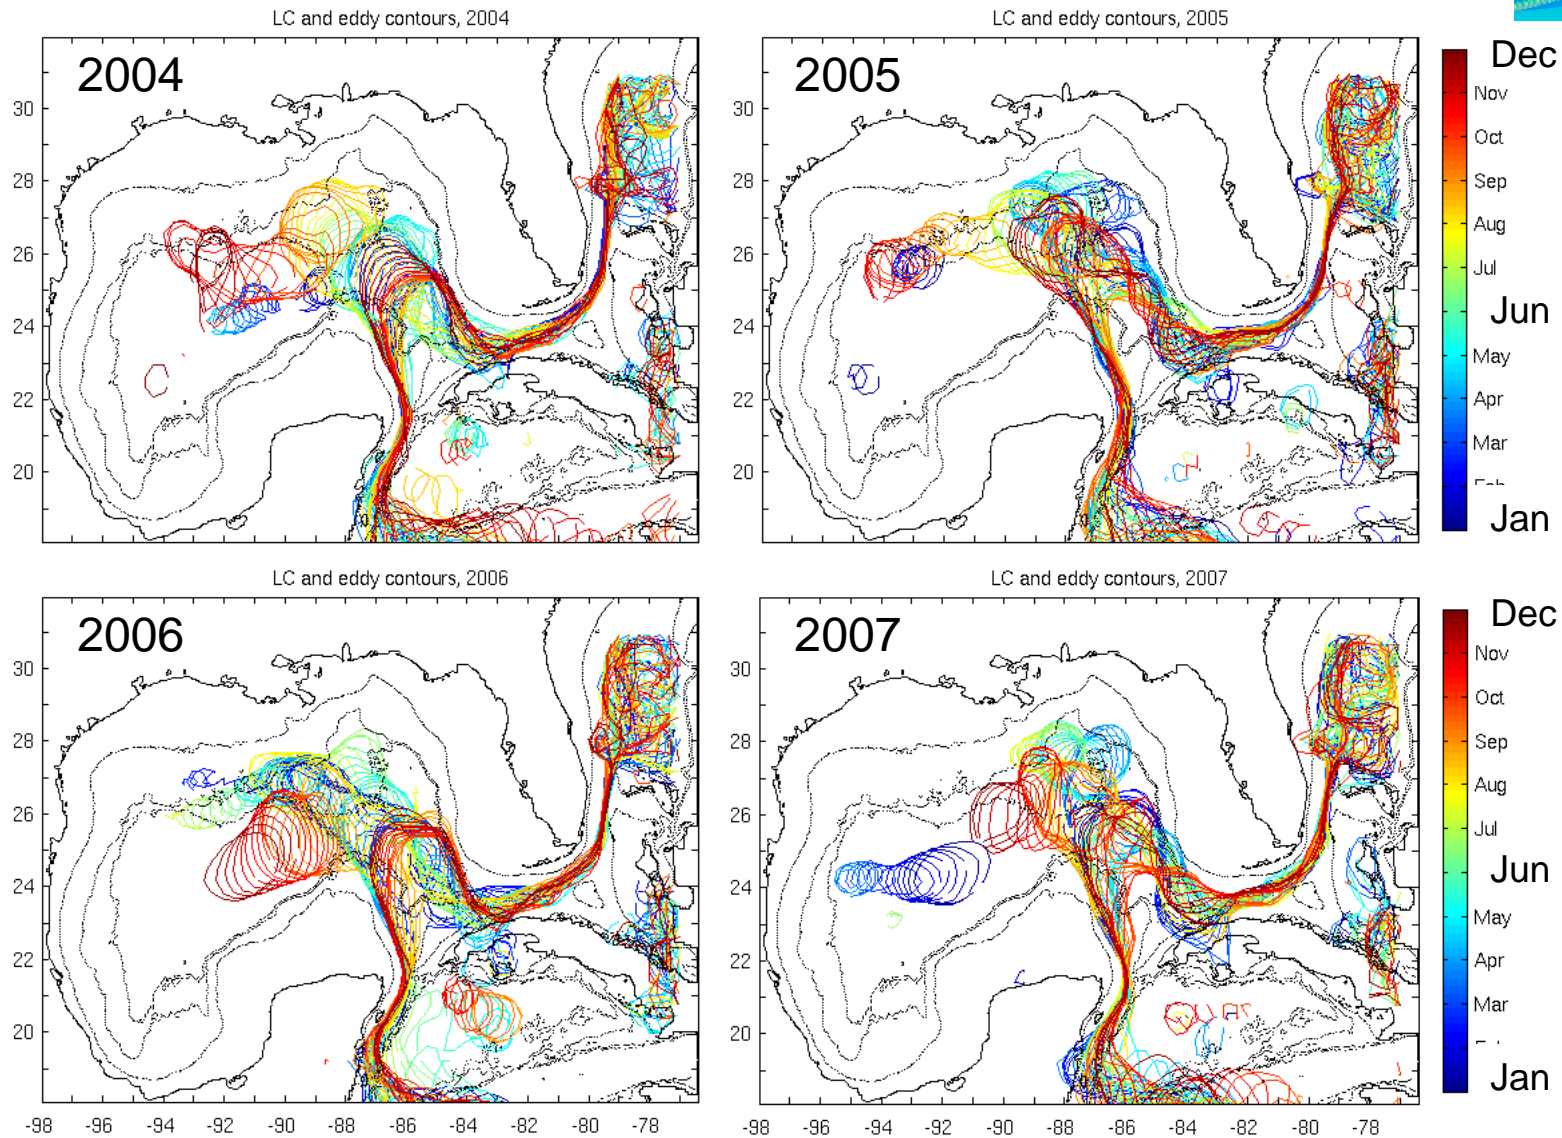 LC and eddy contours, 2004
2004
30
28
26
24
22
20
LC and eddy contours, 2005
2005
30
28
26
24
22
20
Dec
Nov
Oct
Sep
Aug
Jul
Jun
May
Apr
Mar
Jan
LC and eddy contours, 2006
2006
30
28
26
24
22
20
-98 -96 -94 -92 -90 -88 -86 -84 -82 -80 -78
LC and eddy contours, 2007
2007
30
28
26
24
22
20
-98 -96 -94 -92 -90 -88 -86 -84 -82 -80 -78
Dec
Nov
Oct
Sep
Aug
Jul
Jun
May
Apr
Mar
Jan